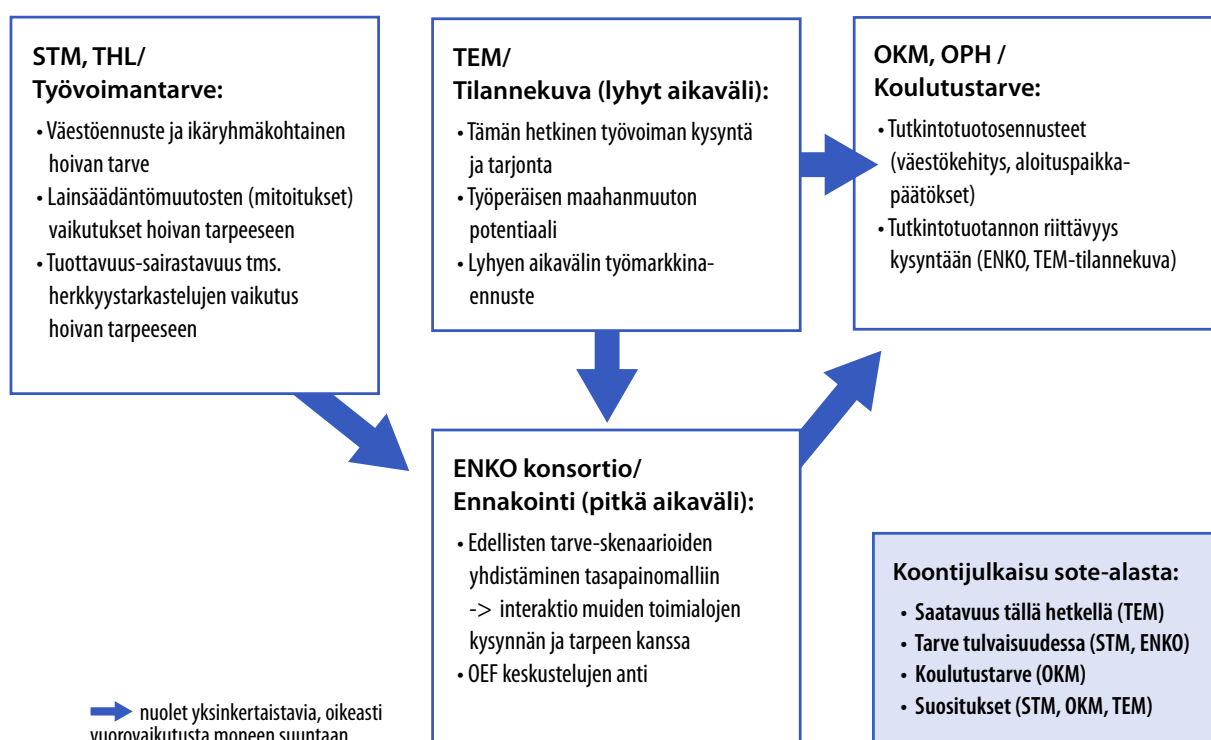 STM, THL/
Työvoimantarve:
• Väestöennuste ja ikäryhmäkohtainen
hoivan tarve
• Lainsäädäntömuutosten (mitoitukset)
vaikutukset hoivan tarpeeseen
• Tuottavuus-sairastavuus tms.
herkkyystarkastelujen vaikutus
hoivan tarpeeseen
TEM/
Tilannekuva (lyhyt aikaväli):
• Tämän hetkinen työvoiman kysyntä
ja tarjonta
• Työperäisen maahanmuuton
potentiaali
• Lyhyen aikavälin työmarkkina-
ennuste
OKM, OPH /
Koulutustarve:
• Tutkintotuotosennusteet
(väestökehitys, aloituspaikka-
päätökset)
• Tutkintotuotannon riittävyys
kysyntään (ENKO, TEM-tilannekuva)
ENKO konsortio/
Ennakointi (pitkä aikaväli):
• Edellisten tarve-skenaarioiden
yhdistäminen tasapainomalliin
-> interaktio muiden toimialojen
kysynnän ja tarpeen kanssa
• OEF keskustelujen anti
Koontijulkaisu sote-alasta:
• Saatavuus tällä hetkellä (TEM)
• Tarve tulvaisuudessa (STM, ENKO)
• Koulutustarve (OKM)
• Suositukset (STM, OKM, TEM)
nuolet yksinkertaistavia, oikeasti
vuorovaikutusta moneen suuntaan